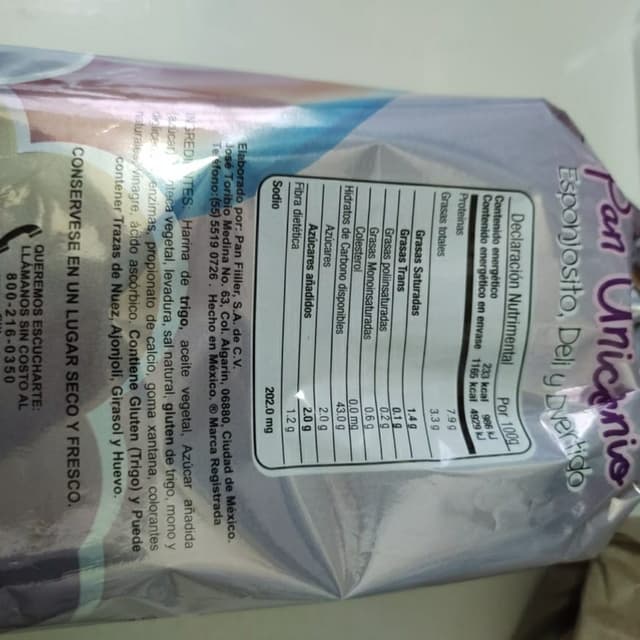 Pan Unicornio
Esponjosito, Deli y Divertido
Declaración Nutrimental Por 100g
Contenido energético 233 kcal 986 kJ
Contenido energético en envase 1165 kcal 4929 kJ
Proteínas 7.9 g
Grasas totales 3.3 g
Grasas Saturadas 1.4 g
Grasas Trans 0.1 g
Grasas poliinsaturadas 0.2 g
Grasas Monoinsaturadas 0.6 g
Colesterol 0.0 mg
Hidratos de Carbono disponibles 43.0 g
Azúcares 2.0 g
Azúcares añadidos 2.0 g
Fibra dietética 1.2 g
Sodio 202.0 mg
Elaborado por: Pan Filler, S.A. de C.V.
José Toribio Medina No. 63, Col. Algarín, 06880, Ciudad de México.
Teléfono: (55) 5519 0726. Hecho en México. ® Marca Registrada
INGREDIENTES: Harina de trigo, aceite vegetal, Azúcar añadida
vegetal, levadura, sal natural, gluten de trigo, mono y
enzimas, propionato de calcio, goma xantana, colorantes
vinagre, ácido ascórbico. Contiene Gluten (Trigo) y Puede
contener Trazas de Nuez, Ajonjolí, Girasol y Huevo.
CONSERVESE EN UN LUGAR SECO Y FRESCO.
QUEREMOS ESCUCHARTE:
LLÁMANOS SIN COSTO AL
800-216-0350